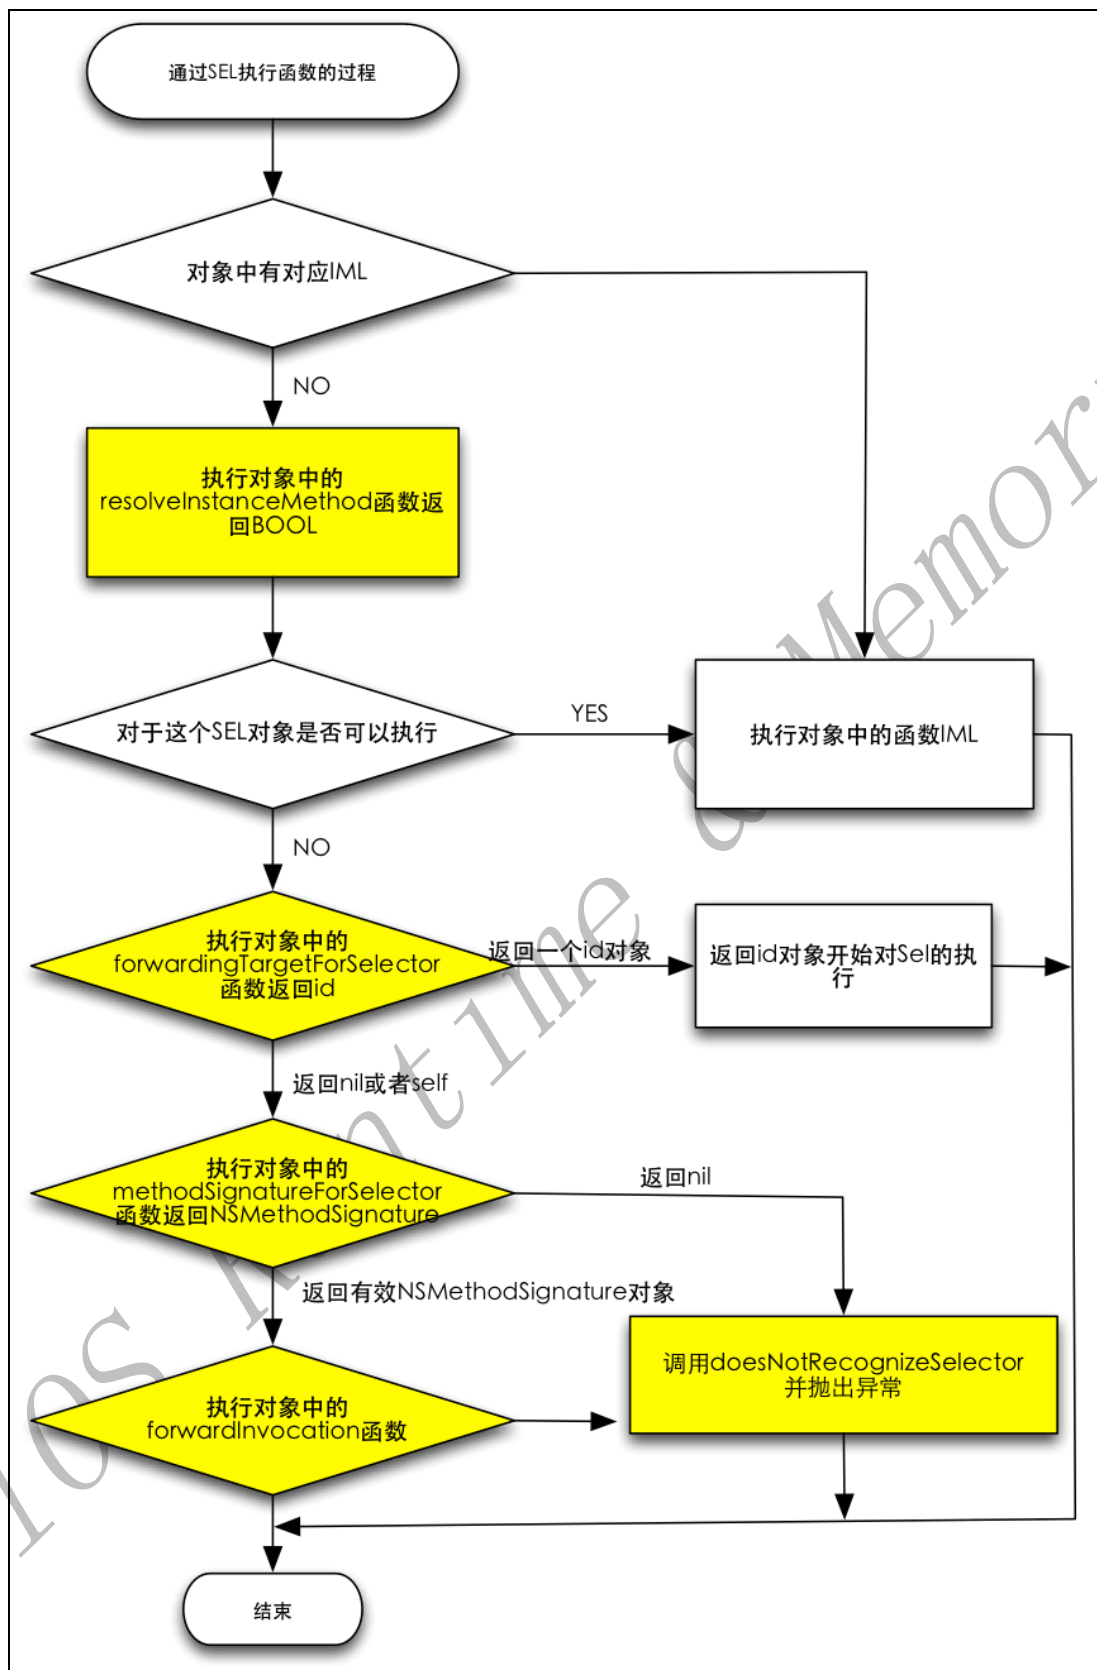 通过SEL执行函数的过程
对象中有对应IML
NO
执行对象中的
resolveInstanceMethod函数返
回BOOL
对于这个SEL对象是否可以执行
YES
执行对象中的函数IML
NO
执行对象中的
forwardingTargetForSelector
函数返回id
返回一个id对象
返回id对象开始对Sel的执
行
返回nil或者self
执行对象中的
methodSignatureForSelector
函数返回NSMethodSignature
返回nil
返回有效NSMethodSignature对象
调用doesNotRecognizeSelector
并抛出异常
执行对象中的
forwardInvocation函数
结束
iOS Runtime & Memor